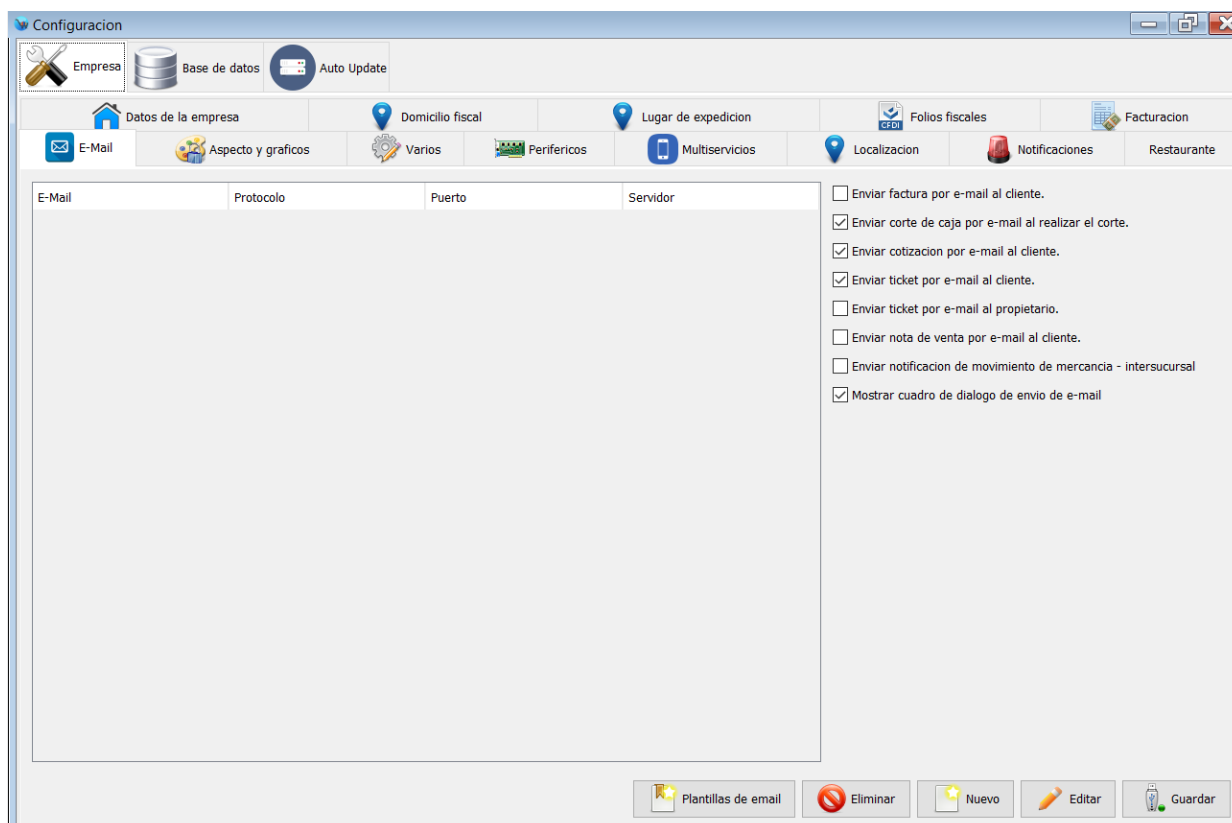 Configuracion
Empresa
Base de datos
Auto Update
Datos de la empresa
Domicilio fiscal
Lugar de expedicion
CFDI
Folios fiscales
Facturacion
E-Mail
Aspecto y graficos
Varios
Perifericos
Multiservicios
Localizacion
Notificaciones
Restaurante
E-Mail
Protocolo
Puerto
Servidor
Enviar factura por e-mail al cliente.
Enviar corte de caja por e-mail al realizar el corte.
Enviar cotizacion por e-mail al cliente.
Enviar ticket por e-mail al cliente.
Enviar ticket por e-mail al propietario.
Enviar nota de venta por e-mail al cliente.
Enviar notificacion de movimiento de mercancia - intersucursal
Mostrar cuadro de dialogo de envio de e-mail
Plantillas de email
Eliminar
Nuevo
Editar
Guardar